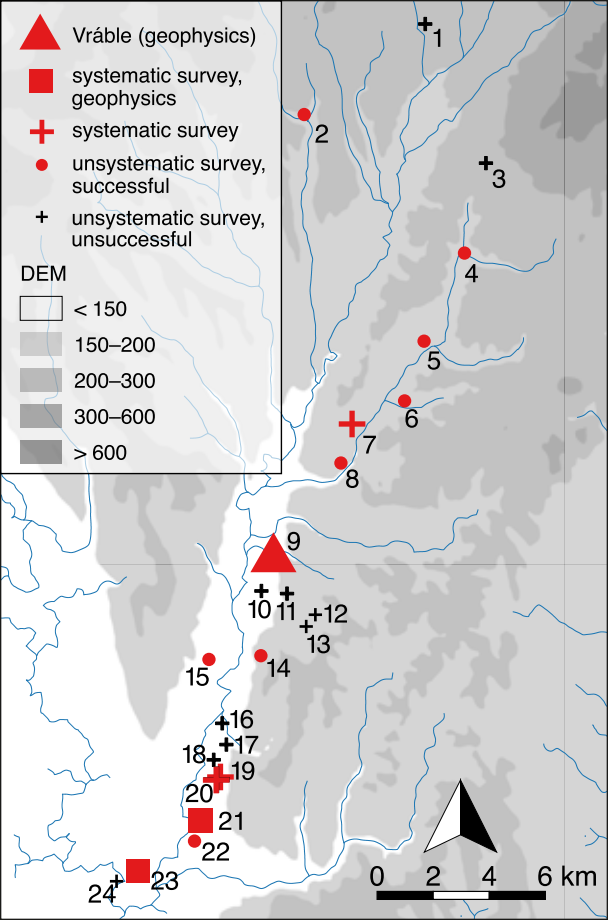 Vráble (geophysics)
systematic survey,
geophysics
systematic survey
unsystematic survey,
successful
unsystematic survey,
unsuccessful
DEM
< 150
150–200
200–300
300–600
> 600
1
2
3
4
5
6
7
8
9
10
11
12
13
14
15
16
17
18
19
20
21
22
23
24
0 2 4 6 km